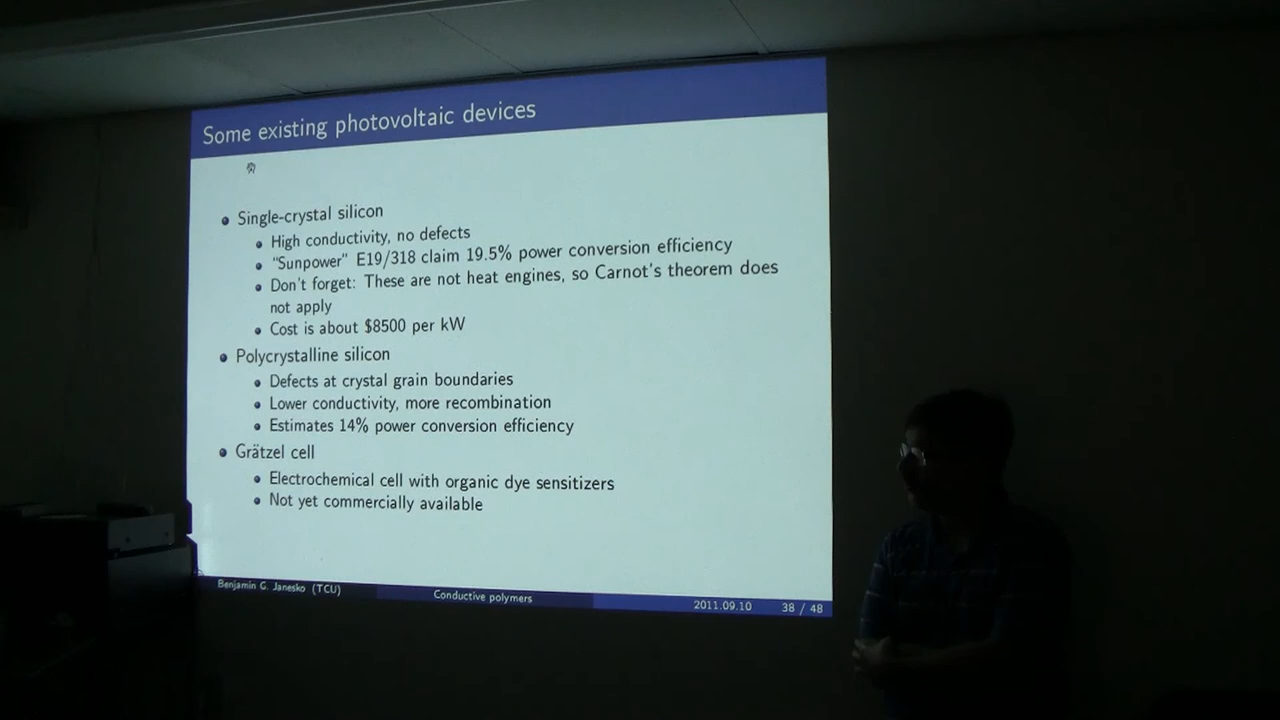 Some existing photovoltaic devices
Single-crystal silicon
High conductivity, no defects
"Sunpower" E19/318 claim 19.5% power conversion efficiency
Don't forget: These are not heat engines, so Carnot's theorem does
not apply
Cost is about $8500 per kW
Polycrystalline silicon
Defects at crystal grain boundaries
Lower conductivity, more recombination
Estimates 14% power conversion efficiency
Grätzel cell
Electrochemical cell with organic dye sensitizers
Not yet commercially available
Benjamin G. Janesko (TCU) Conductive polymers 2011.09.10 38 / 48